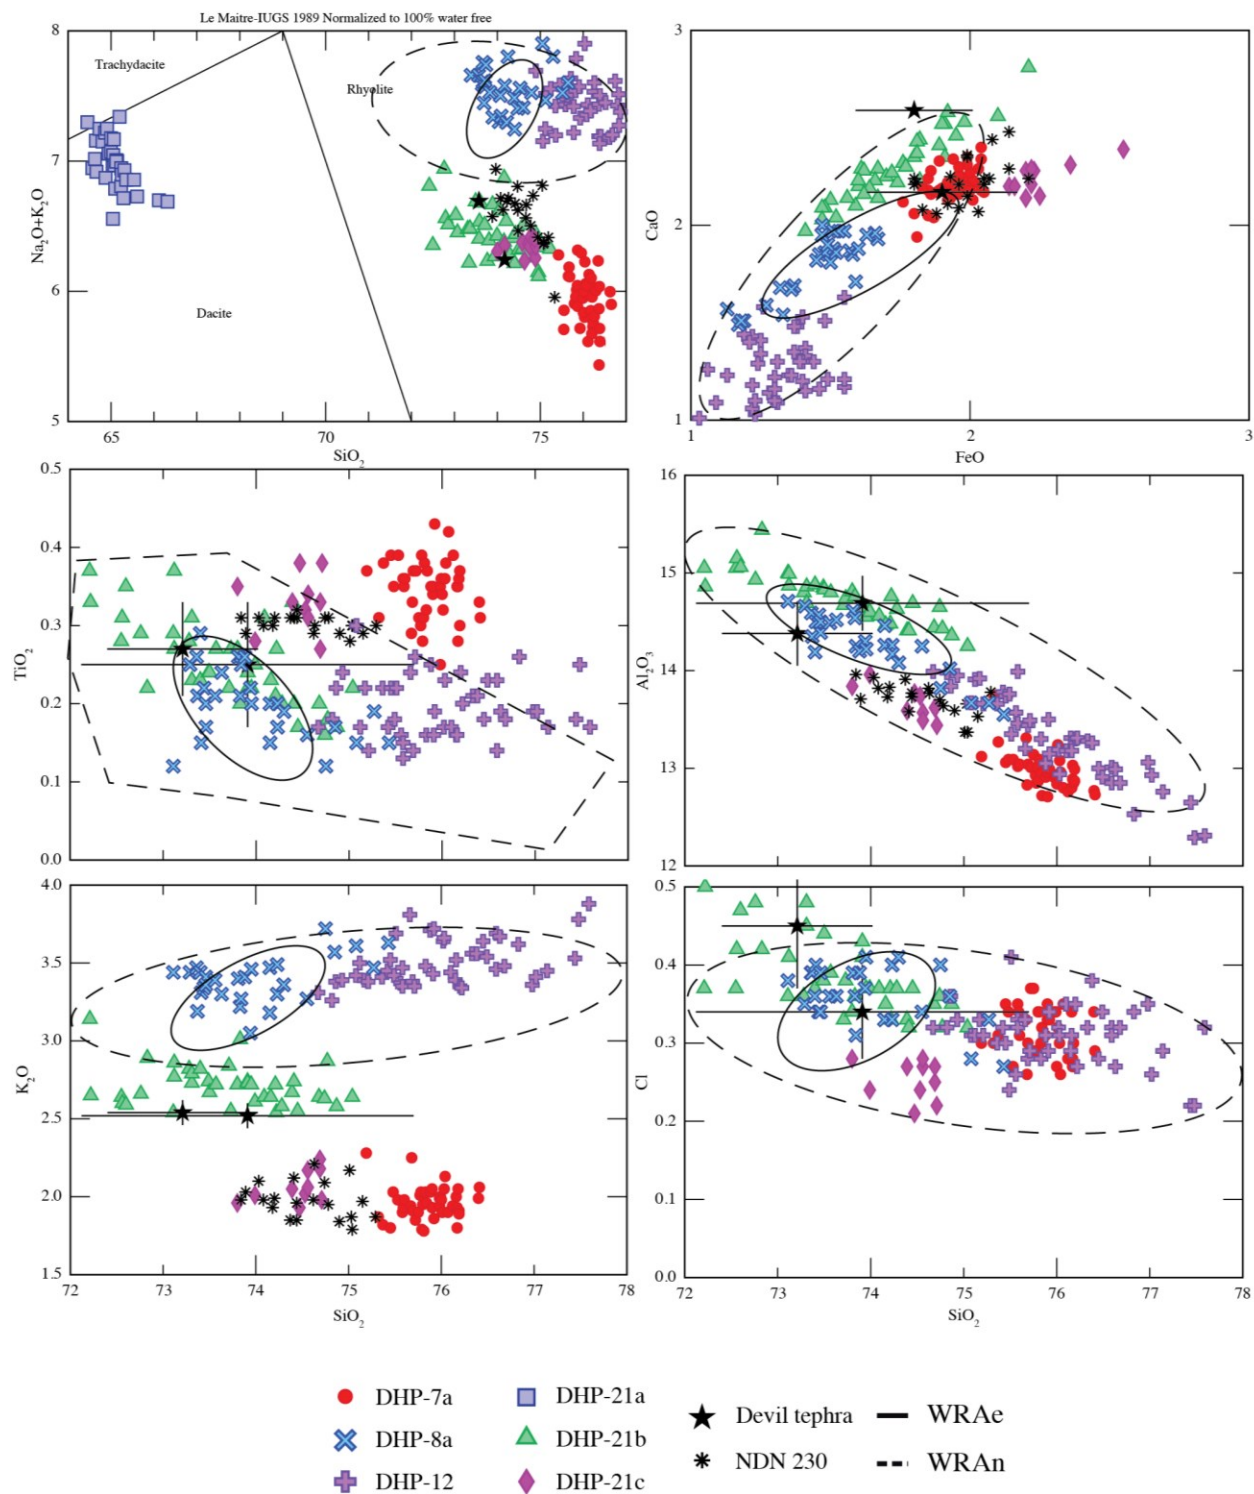 Le Maitre-IUGS 1989 Normalized to 100% water free
8
7
6
5
Na₂O+K₂O
Trachydacite
Rhyolite
Dacite
65
70
75
SiO₂
3
2
1
CaO
1
2
3
FeO
0.5
0.4
0.3
0.2
0.1
0.0
TiO₂
16
15
14
13
12
Al₂O₃
4.0
3.5
3.0
2.5
2.0
1.5
K₂O
72
73
74
75
76
77
78
SiO₂
0.5
0.4
0.3
0.2
0.1
0.0
Cl
72
73
74
75
76
77
78
SiO₂
DHP-7a
DHP-8a
DHP-12
DHP-21a
DHP-21b
DHP-21c
Devil tephra
NDN 230
WRAe
WRAn